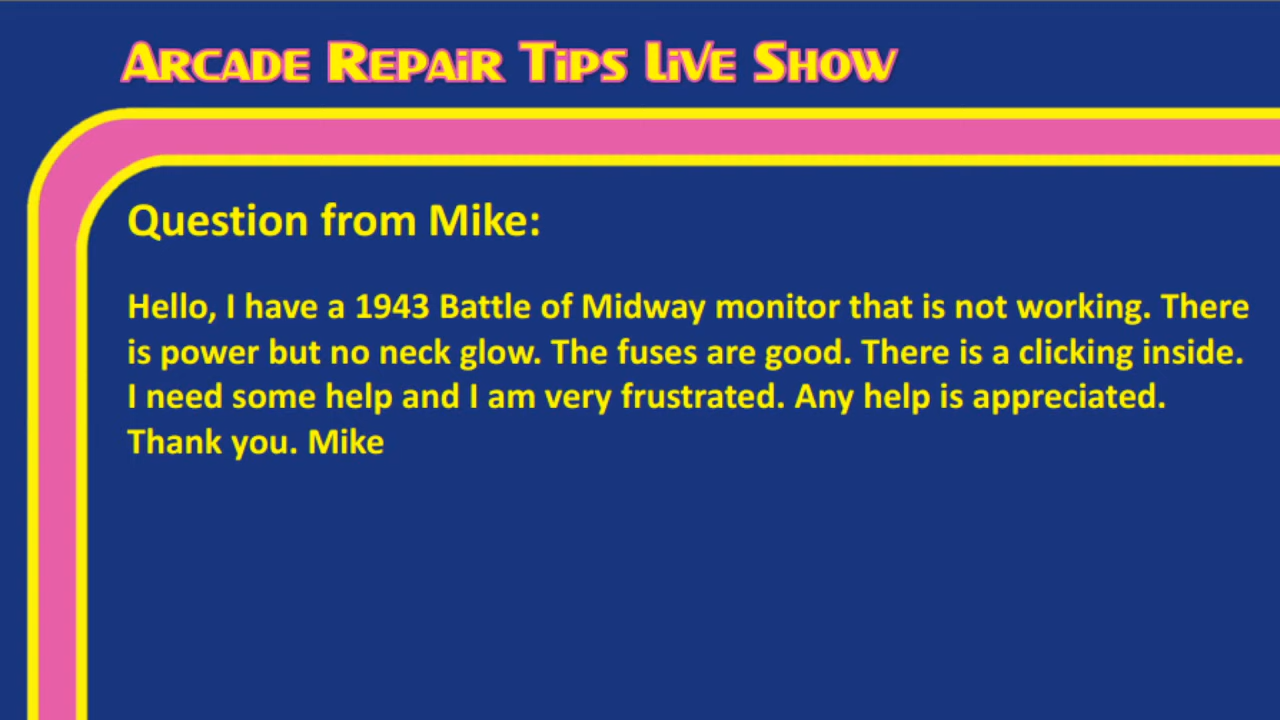 Arcade Repair Tips Live Show
Question from Mike:
Hello, I have a 1943 Battle of Midway monitor that is not working. There
is power but no neck glow. The fuses are good. There is a clicking inside.
I need some help and I am very frustrated. Any help is appreciated.
Thank you. Mike